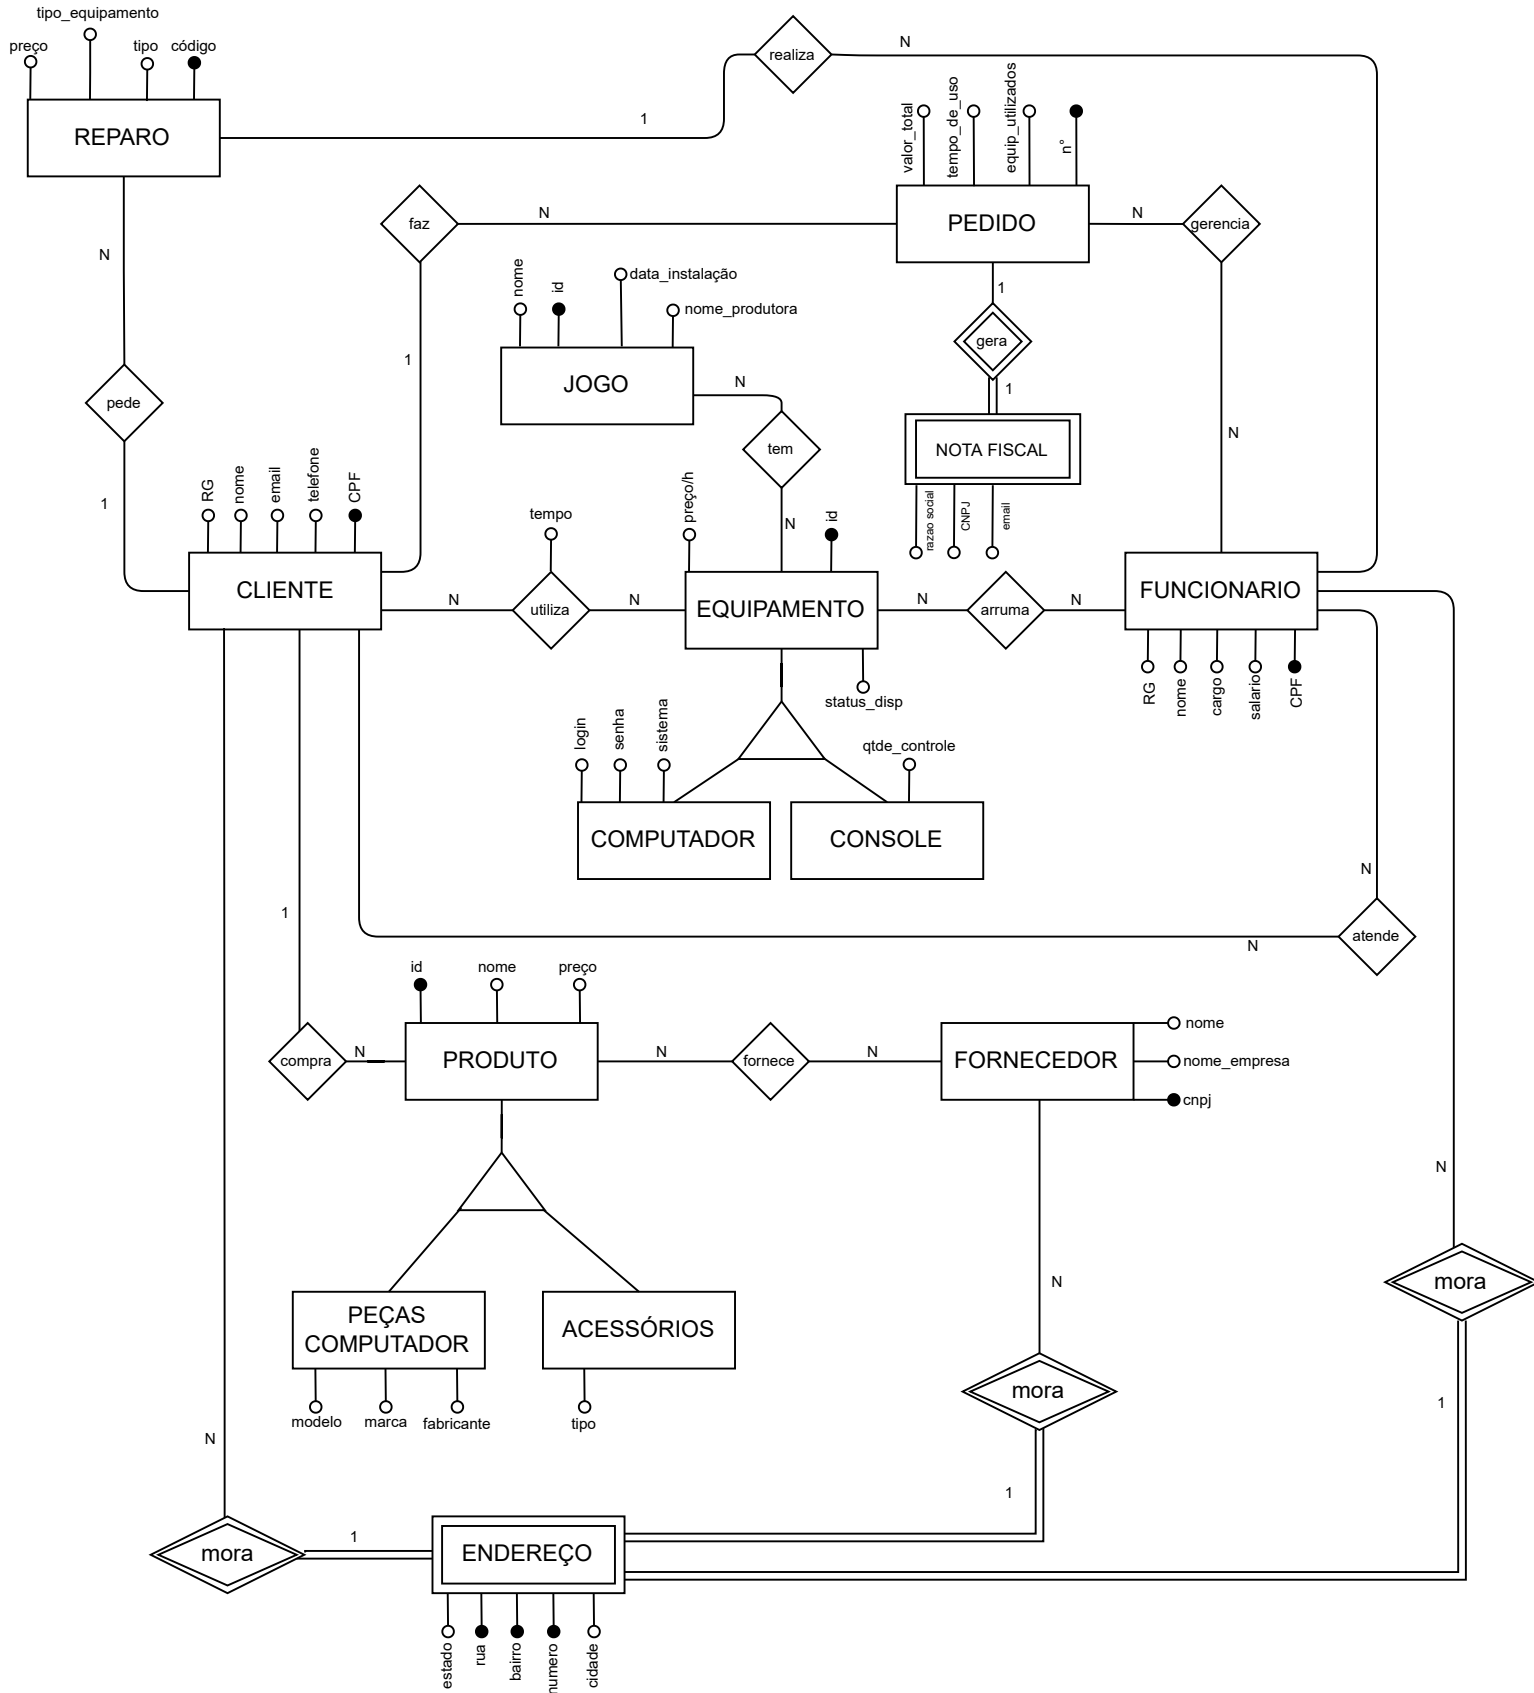 tipo_equipamento
preço
tipo
código
REPARO
realiza
N
1
valor_total
tempo_de_uso
equip_utilizados
n°
PEDIDO
N
gerencia
faz
N
N
1
gera
1
NOTA FISCAL
razao social
CNPJ
email
nome
id
data_instalação
nome_produtora
JOGO
N
tem
N
1
pede
1
RG
nome
email
telefone
CPF
CLIENTE
N
tempo
utiliza
N
preço/h
id
EQUIPAMENTO
status_disp
N
arruma
N
N
FUNCIONARIO
RG
nome
cargo
salario
CPF
login
senha
sistema
COMPUTADOR
qtde_controle
CONSOLE
N
atende
N
1
compra
N
id
nome
preço
PRODUTO
N
fornece
N
FORNECEDOR
nome
nome_empresa
cnpj
PEÇAS
COMPUTADOR
modelo
marca
fabricante
ACESSÓRIOS
tipo
N
mora
1
N
mora
1
N
mora
1
ENDEREÇO
estado
rua
bairro
numero
cidade